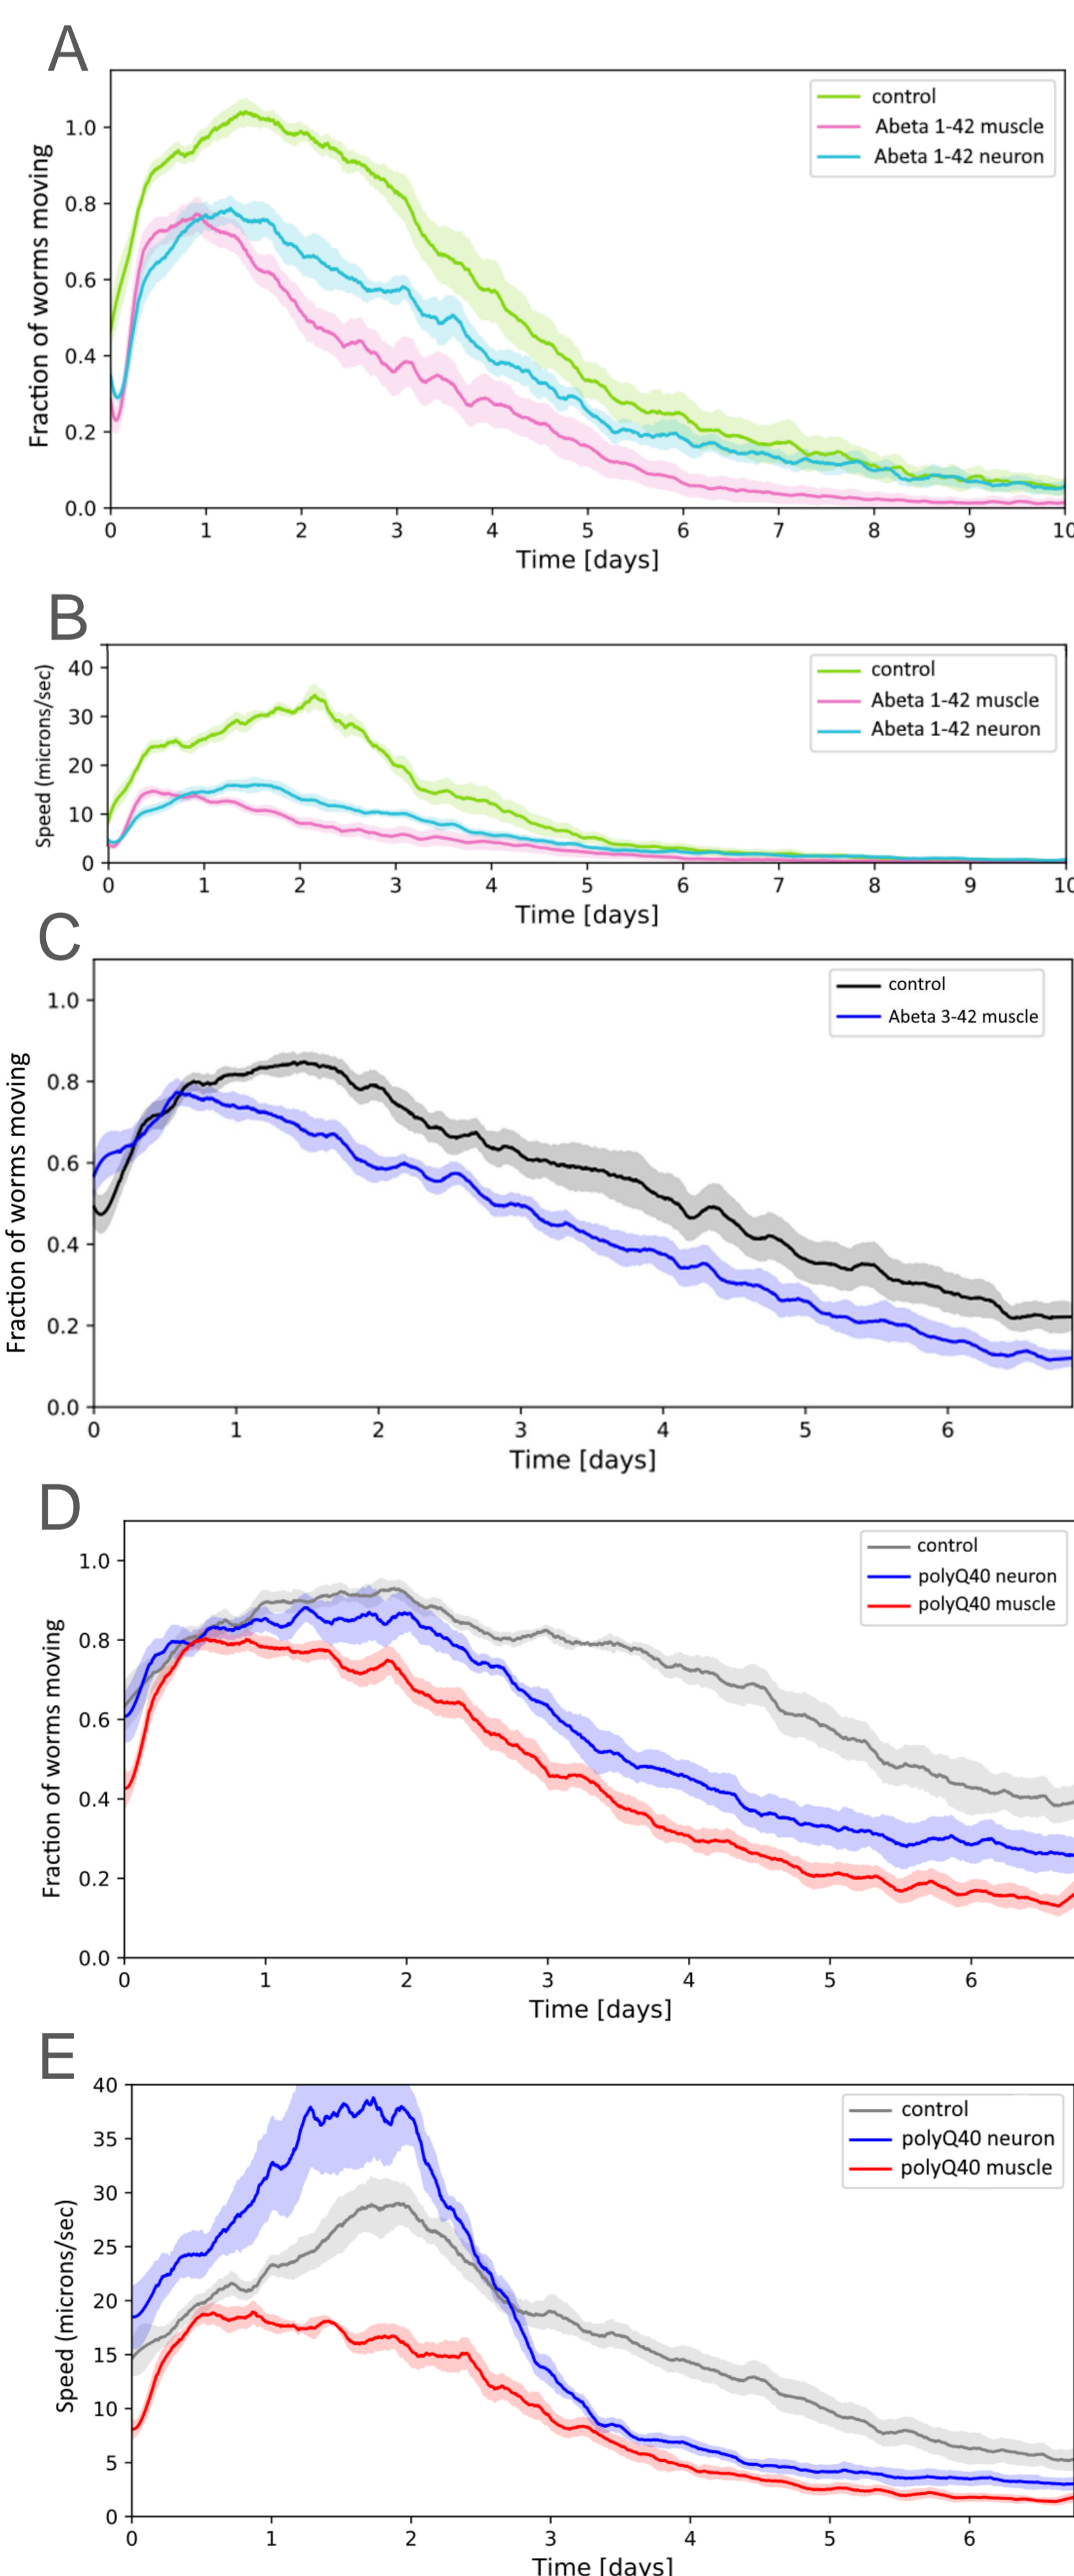 A
Fraction of worms moving
1.0
0.8
0.6
0.4
0.2
0.0
control
Abeta 1-42 muscle
Abeta 1-42 neuron
0 1 2 3 4 5 6 7 8 9 10
Time [days]
B
Speed (microns/sec)
40
30
20
10
0
control
Abeta 1-42 muscle
Abeta 1-42 neuron
0 1 2 3 4 5 6 7 8 9 10
Time [days]
C
Fraction of worms moving
1.0
0.8
0.6
0.4
0.2
0.0
control
Abeta 3-42 muscle
0 1 2 3 4 5 6
Time [days]
D
Fraction of worms moving
1.0
0.8
0.6
0.4
0.2
0.0
control
polyQ40 neuron
polyQ40 muscle
0 1 2 3 4 5 6
Time [days]
E
Speed (microns/sec)
40
35
30
25
20
15
10
5
0
control
polyQ40 neuron
polyQ40 muscle
0 1 2 3 4 5 6
Time [days]